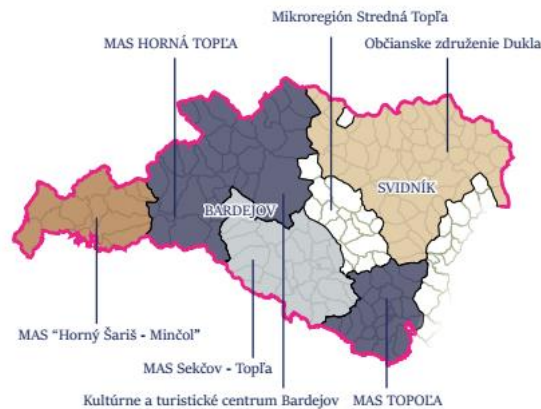 Mikroregión Stredná Topľa
MAS HORNÁ TOPĽA
Občianske združenie Dukla
SVIDNÍK
BARDEJOV
MAS "Horný Šariš - Minčol"
MAS Sekčov - Topľa
Kultúrne a turistické centrum Bardejov
MAS TOPOĽA